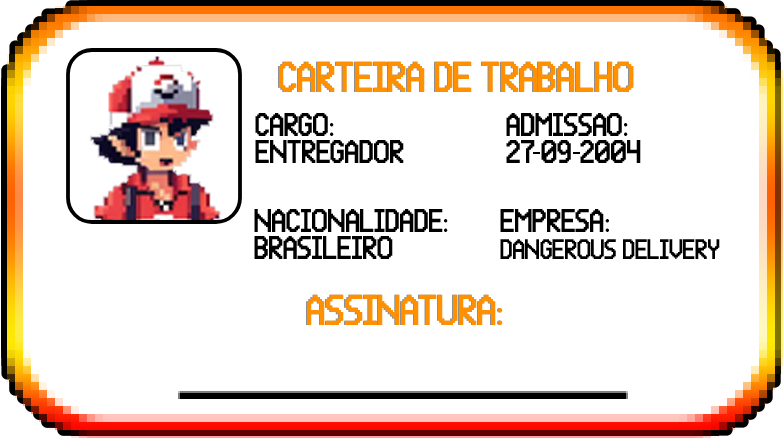 CARTEIRA DE TRABALHO
CARGO:
ENTREGADOR
ADMISSAO:
27-09-2004
NACIONALIDADE:
BRASILEIRO
EMPRESA:
DANGEROUS DELIVERY
ASSINATURA: